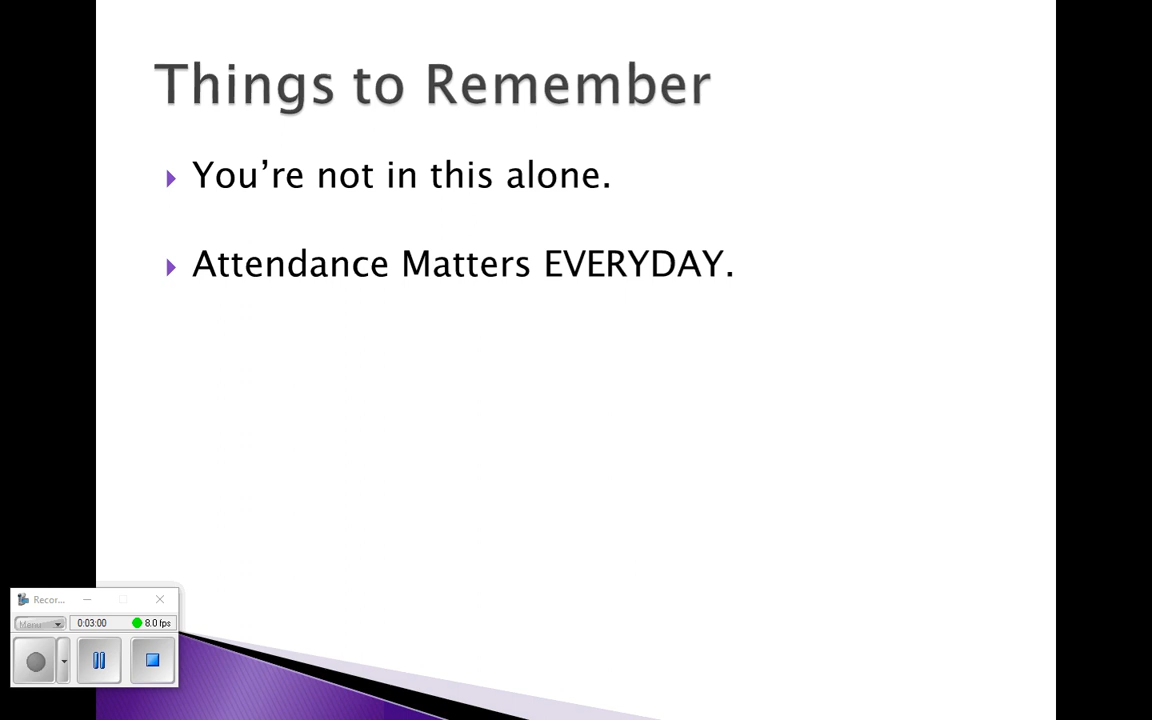 Things to Remember
You’re not in this alone.
Attendance Matters EVERYDAY.
Recor...
Menu
0:03:00
8.0 fps